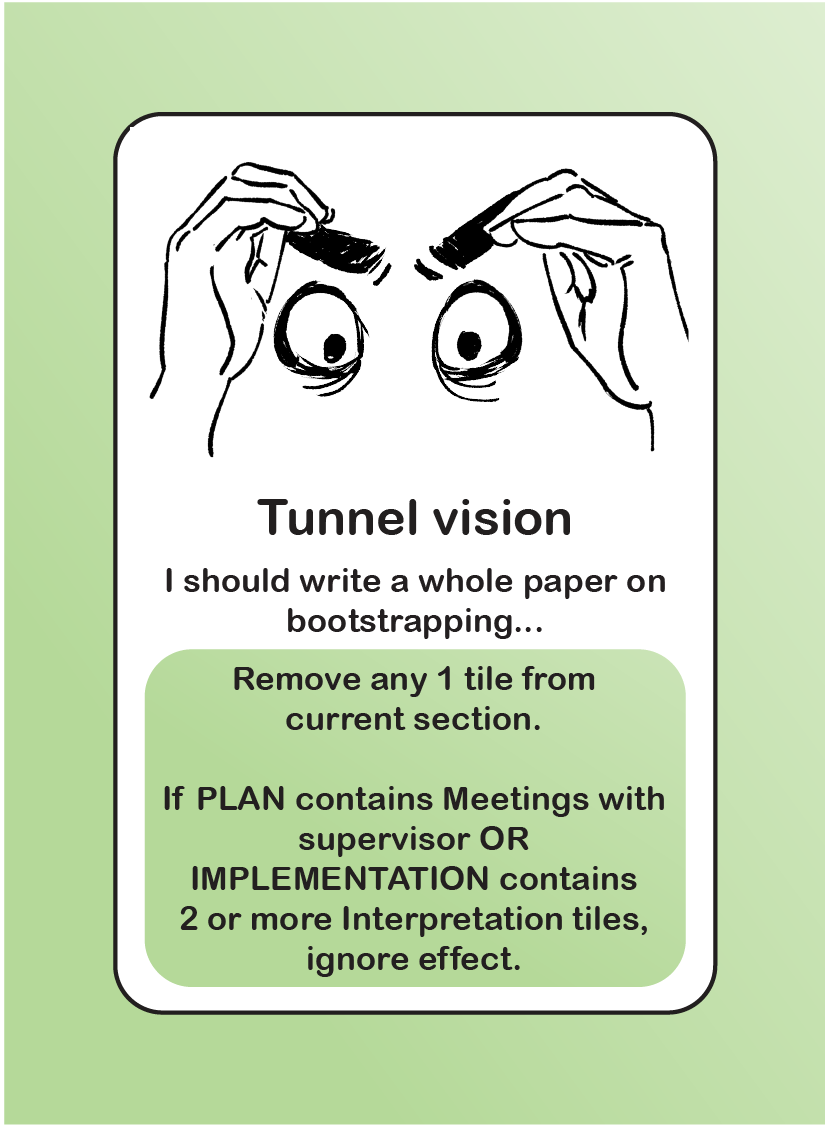 Tunnel vision
I should write a whole paper on
bootstrapping...
Remove any 1 tile from
current section.
If PLAN contains Meetings with
supervisor OR
IMPLEMENTATION contains
2 or more Interpretation tiles,
ignore effect.